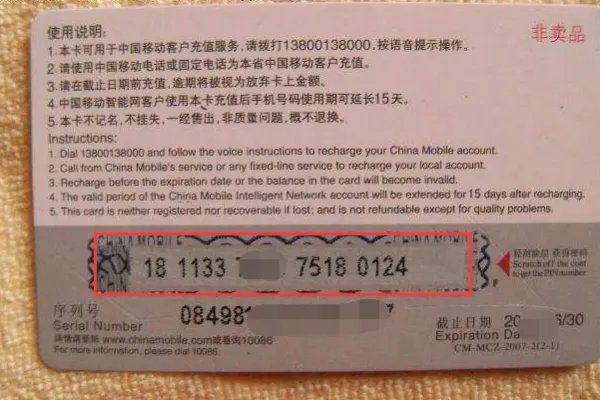 使用说明：
非卖品
1.本卡可用于中国移动客户充值服务，请拨打13800138000，按语音提示操作。
2.请使用中国移动电话或固定电话为本省中国移动客户充值。
3.请在截止日期前充值，逾期将被视为放弃卡上金额。
4.中国移动智能网客户使用本卡充值后手机号码使用期可延长15天。
5.本卡不记名，不挂失，一经售出，非质量问题，概不退换。
Instructions:
1. Dial 13800138000 and follow the voice instructions to recharge your China Mobile account.
2. Call from China Mobile's service or any fixed-line service to recharge your local account.
3. Recharge before the expiration date or the balance in the card will become invalid.
4. The valid period of the China Mobile Intelligent Network account will be extended for 15 days after recharging.
5. This card is neither registered nor recoverable if lost; and is not refundable except for quality problems.
CHINA MOBILE
18 1133 7518 0124
轻刮涂层 获得密码
Scratch off the coat
to get the PIN number
序列号
Serial Number
08498
截止日期 20 6/30
Expiration Da
详情请登陆 www.chinamobile.com或咨询10086
For more information, please dial 10086.
CM-MCZ-2007-2(2-1)